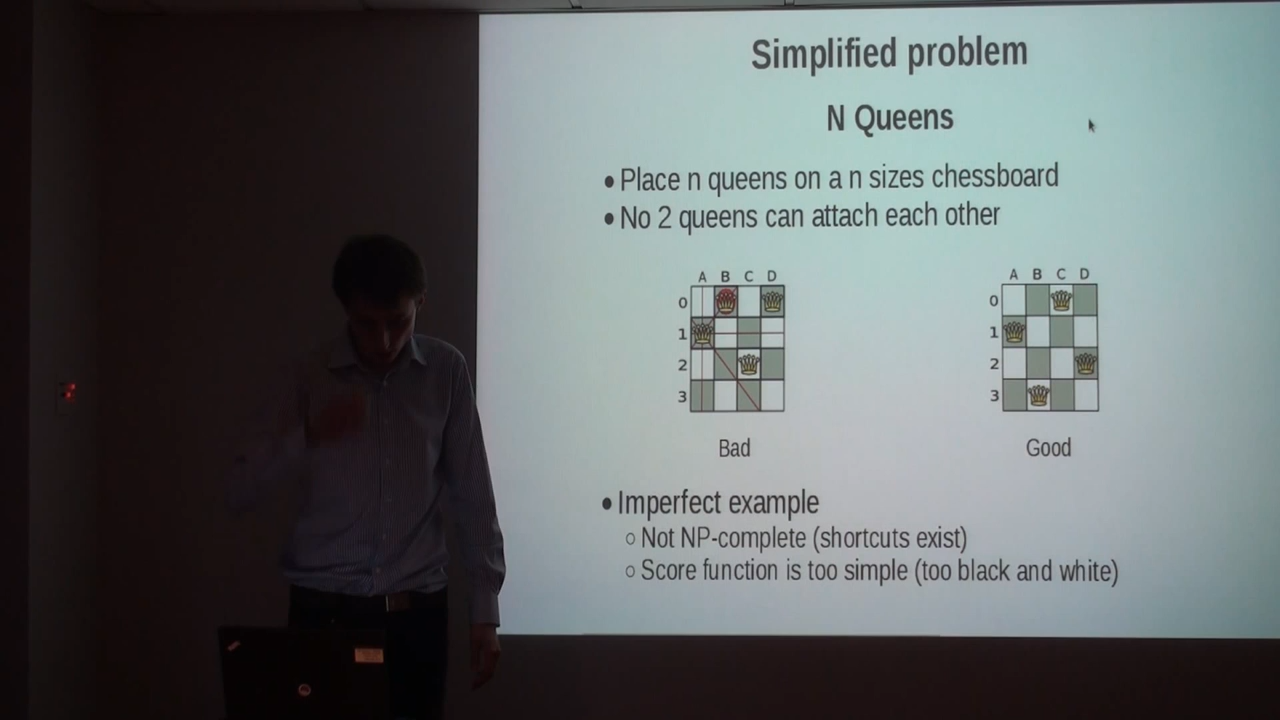 Simplified problem
N Queens
• Place n queens on a n sizes chessboard
• No 2 queens can attach each other
A B C D
0
1
2
3
Bad
A B C D
0
1
2
3
Good
• Imperfect example
○ Not NP-complete (shortcuts exist)
○ Score function is too simple (too black and white)